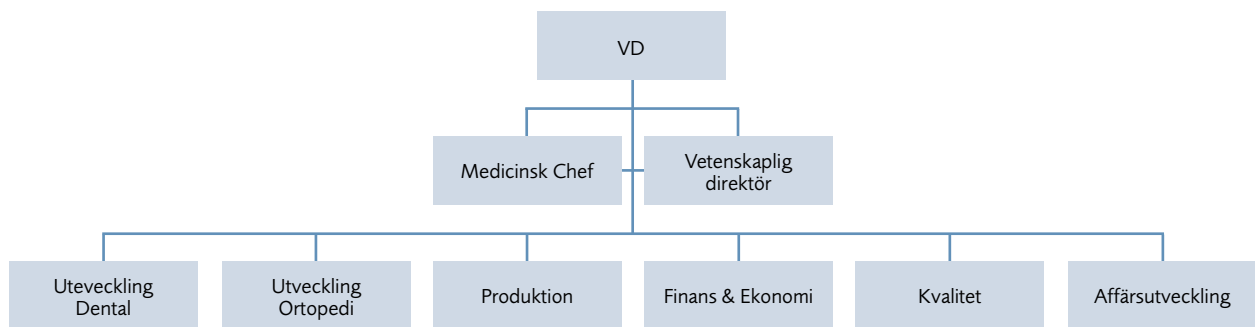 VD
Medicinsk Chef
Vetenskaplig
direktör
Uteveckling
Dental
Utveckling
Ortopedi
Produktion
Finans & Ekonomi
Kvalitet
Affärsutveckling